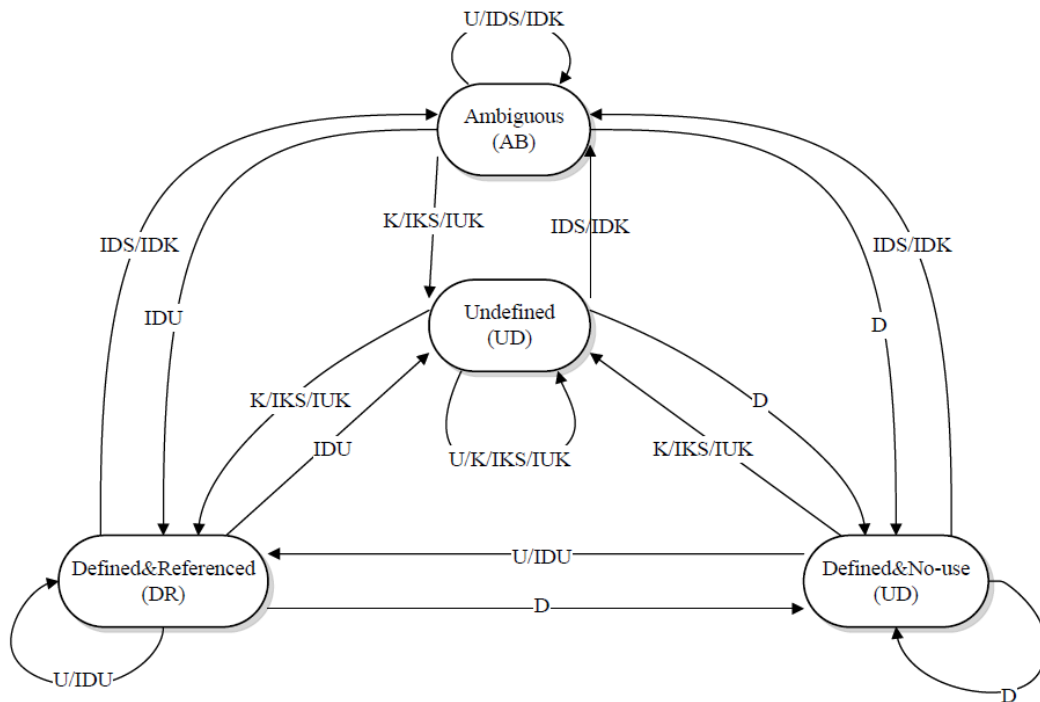 U/IDS/IDK
Ambiguous
(AB)
K/IKS/IUK
IDS/IDK
IDS/IDK
IDS/IDK
IDU
Undefined
(UD)
D
K/IKS/IUK
D
IDU
U/K/IKS/IUK
K/IKS/IUK
Defined&Referenced
(DR)
U/IDU
Defined&No-use
(UD)
D
U/IDU
D